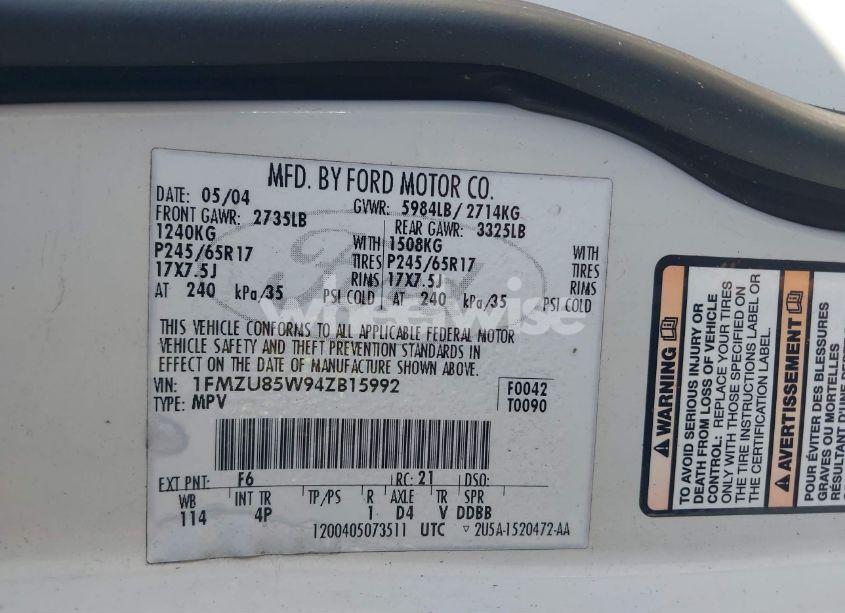 MFD. BY FORD MOTOR CO.
DATE: 05/04 GVWR: 5984LB/ 2714KG
FRONT GAWR: 2735LB REAR GAWR: 3325LB
1240KG WITH 1508KG WITH
P245/65R17 TIRES P245/65R17 TIRES
17X7.5J RIMS 17X7.5J RIMS
AT 240 kPa/35 PSI COLD AT 240 kPa/35 PSI COLD
wheelwise
THIS VEHICLE CONFORMS TO ALL APPLICABLE FEDERAL MOTOR
VEHICLE SAFETY AND THEFT PREVENTION STANDARDS IN
EFFECT ON THE DATE OF MANUFACTURE SHOWN ABOVE.
VIN: 1FMZU85W94ZB15992 F0042
TYPE: MPV T0090
EXT PNT: F6 RC: 21 DSO:
WB INT TR TP/PS R AXLE TR SPR
114 4P 1 D4 V DDBB
1200405073511 UTC 2U5A-1520472-AA
WARNING
TO AVOID SERIOUS INJURY OR
DEATH FROM LOSS OF VEHICLE
CONTROL: REPLACE YOUR TIRES
ONLY WITH THOSE SPECIFIED ON
THE TIRE INSTRUCTIONS LABEL OR
THE CERTIFICATION LABEL.
AVERTISSEMENT
POUR ÉVITER DES BLESSURES
GRAVES OU MORTELLES